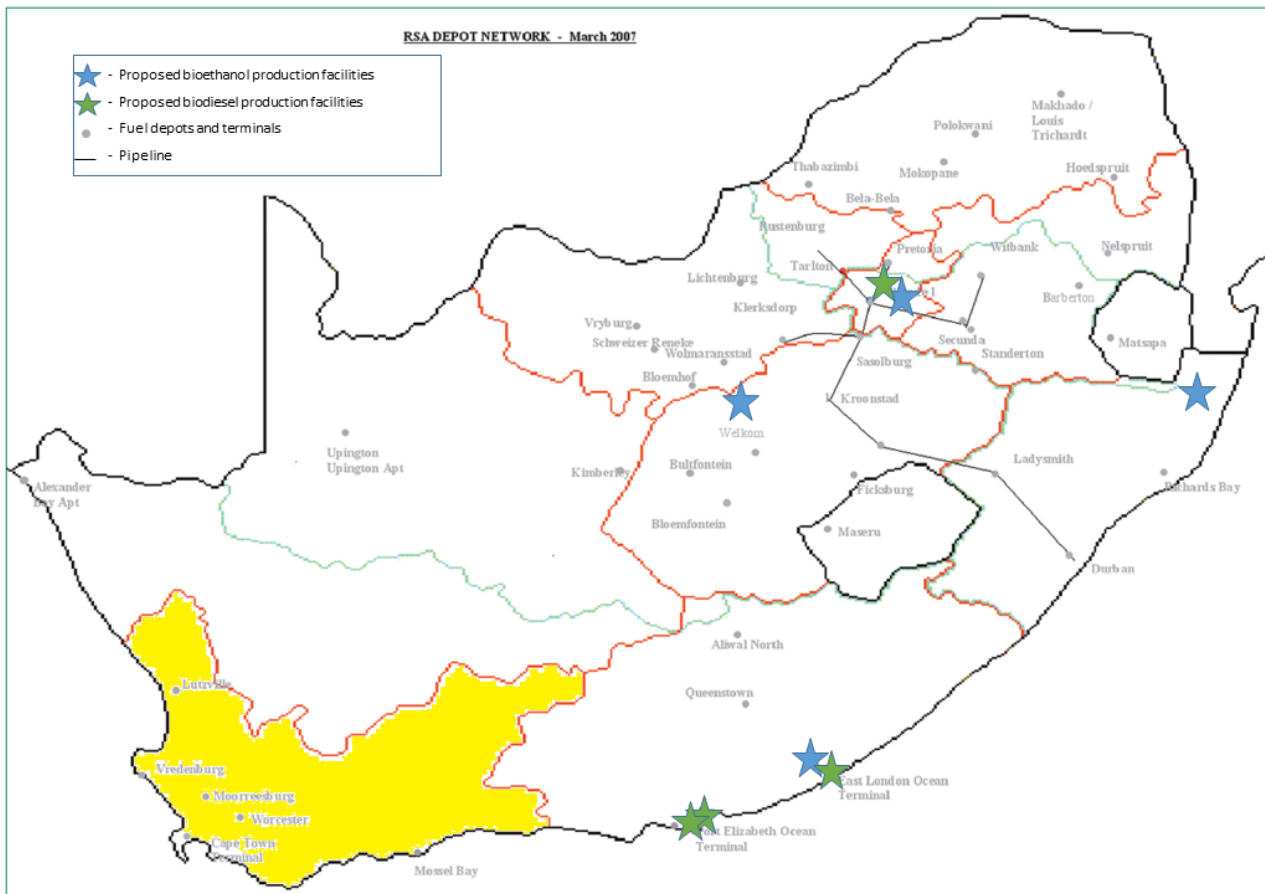 RSA DEPOT NETWORK - March 2007
- Proposed bioethanol production facilities
- Proposed biodiesel production facilities
- Fuel depots and terminals
- Pipeline
Makhado /
Louis
Trichardt
Polokwani
Mokopane
Thabazimbi
Hoedspruit
Bela-Bela
Rustenburg
Pretoria
Witbank
Nelspruit
Tarlton
Lichtenburg
Klerksdorp
Barberton
Vryburg
Schweizer Reneke
Wolmaransstad
Secunda
Standerton
Matsapa
Sasolburg
Bloemhof
Kroonstad
Welkom
Upington
Upington Apt
Kimberley
Bultfontein
Ladysmith
Ficksburg
Richards Bay
Alexander
Bay Apt
Bloemfontein
Maseru
Durban
Aliwal North
Lutzville
Queenstown
Vredenburg
East London Ocean
Terminal
Moorreesburg
Worcester
Cape Town
Terminal
Port Elizabeth Ocean
Terminal
Mossel Bay